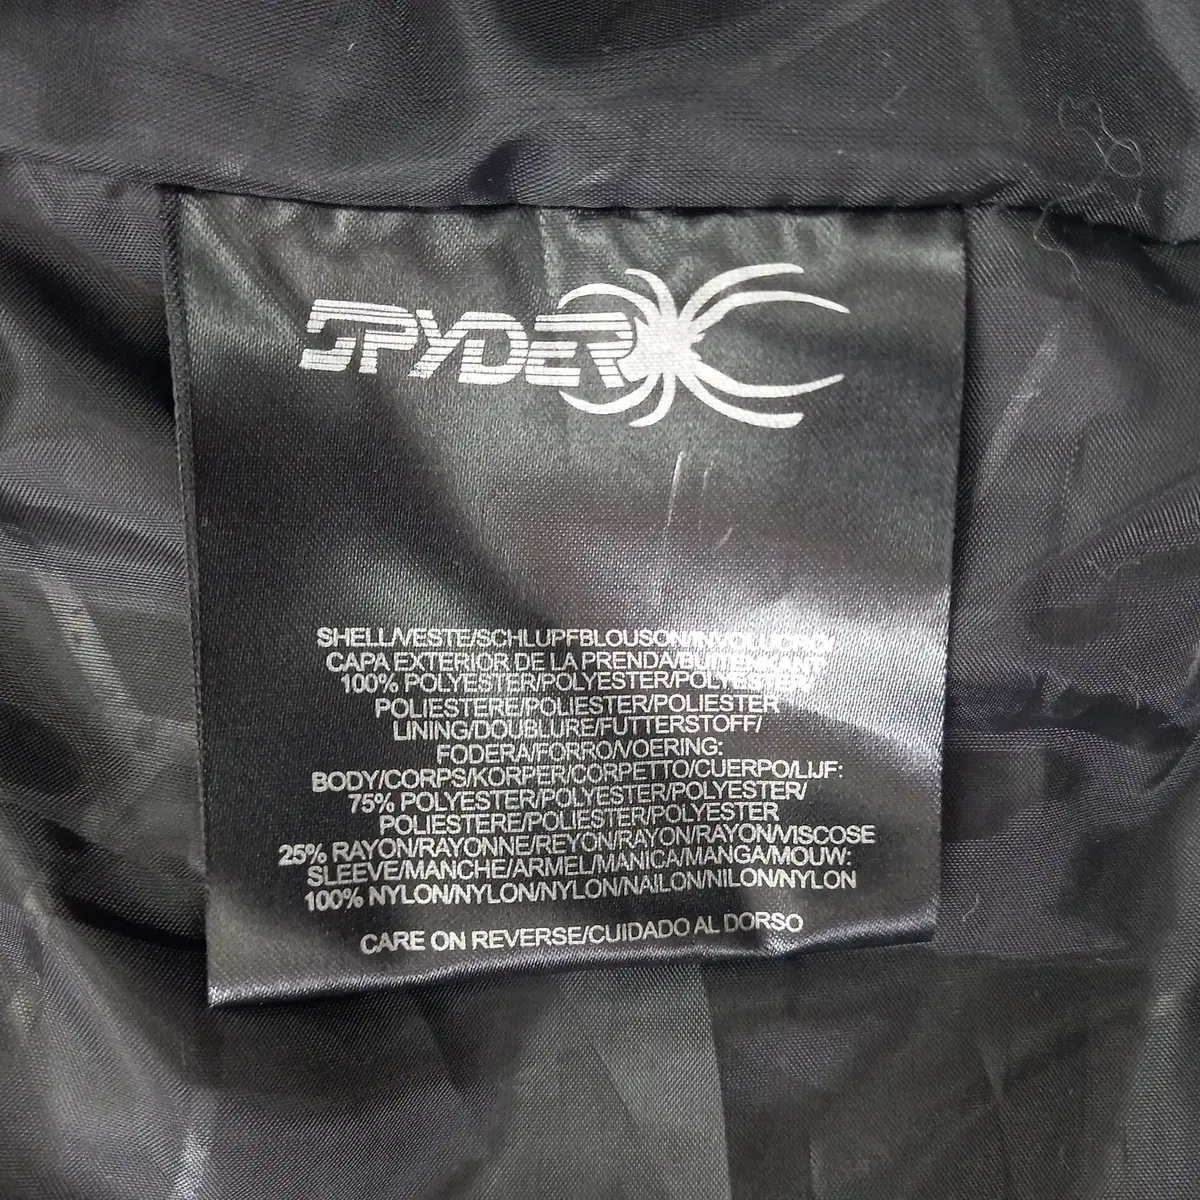 SPYDER
SHELL/VESTE/SCHLUPFBLOUSON/INVOLUCRO/
CAPA EXTERIOR DE LA PRENDA/BUITENKANT
100% POLYESTER/POLYESTER/POLYESTER/
POLIESTERE/POLIESTER/POLIESTER
LINING/DOUBLURE/FUTTERSTOFF/
FODERA/FORRO/VOERING:
BODY/CORPS/KORPER/CORPETTO/CUERPO/LIJF:
75% POLYESTER/POLYESTER/POLYESTER/
POLIESTERE/POLIESTER/POLYESTER
25% RAYON/RAYONNE/REYON/RAYON/RAYON/VISCOSE
SLEEVE/MANCHE/ARMEL/MANICA/MANGA/MOUW:
100% NYLON/NYLON/NYLON/NAILON/NILON/NYLON
CARE ON REVERSE/CUIDADO AL DORSO